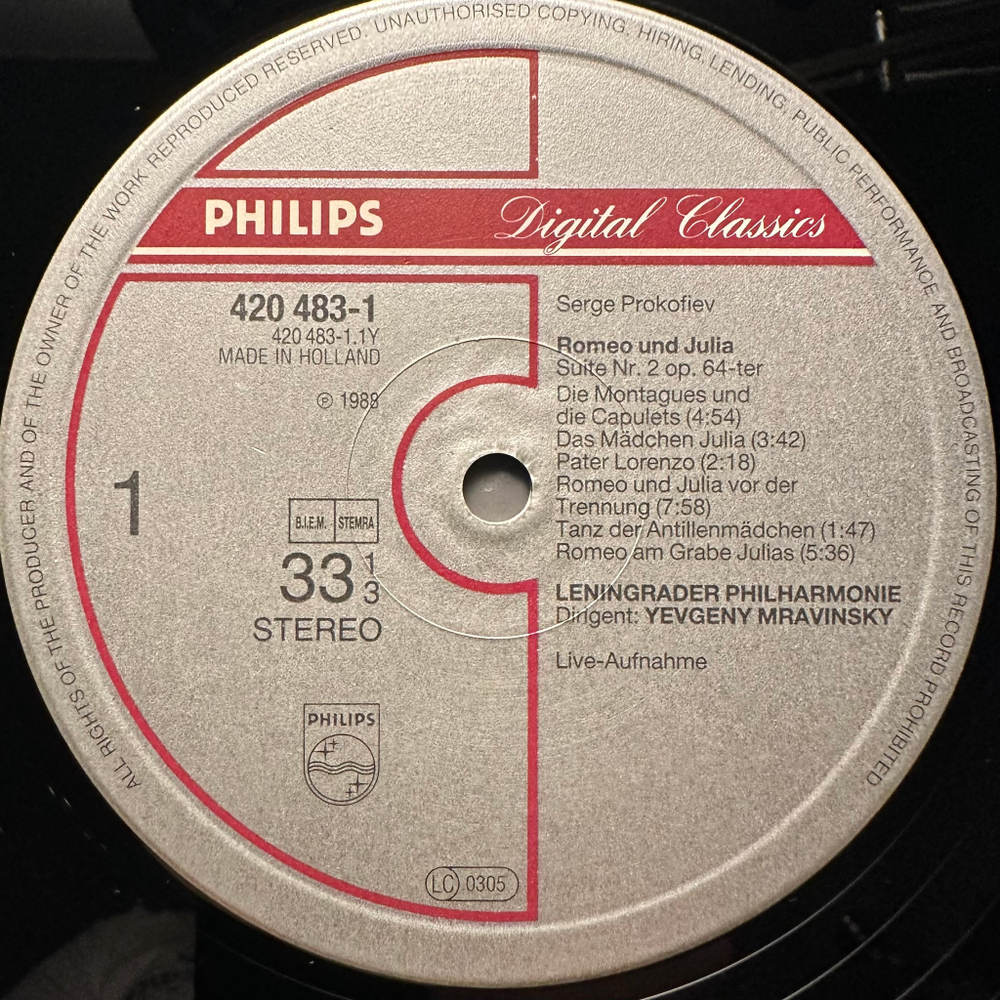 ALL RIGHTS OF THE PRODUCER AND OF THE OWNER OF THE WORK REPRODUCED RESERVED. UNAUTHORISED COPYING, HIRING, LENDING, PUBLIC PERFORMANCE AND BROADCASTING OF THIS RECORD PROHIBITED
PHILIPS Digital Classics
420 483-1
420 483-1.1Y
MADE IN HOLLAND
℗ 1988
1
B.I.E.M. STEMRA
33 1/3
STEREO
PHILIPS
LC 0305
Serge Prokofiev
Romeo und Julia
Suite Nr. 2 op. 64-ter
Die Montagues und
die Capulets (4:54)
Das Mädchen Julia (3:42)
Pater Lorenzo (2:18)
Romeo und Julia vor der
Trennung (7:58)
Tanz der Antillenmädchen (1:47)
Romeo am Grabe Julias (5:36)
LENINGRADER PHILHARMONIE
Dirigent: YEVGENY MRAVINSKY
Live-Aufnahme